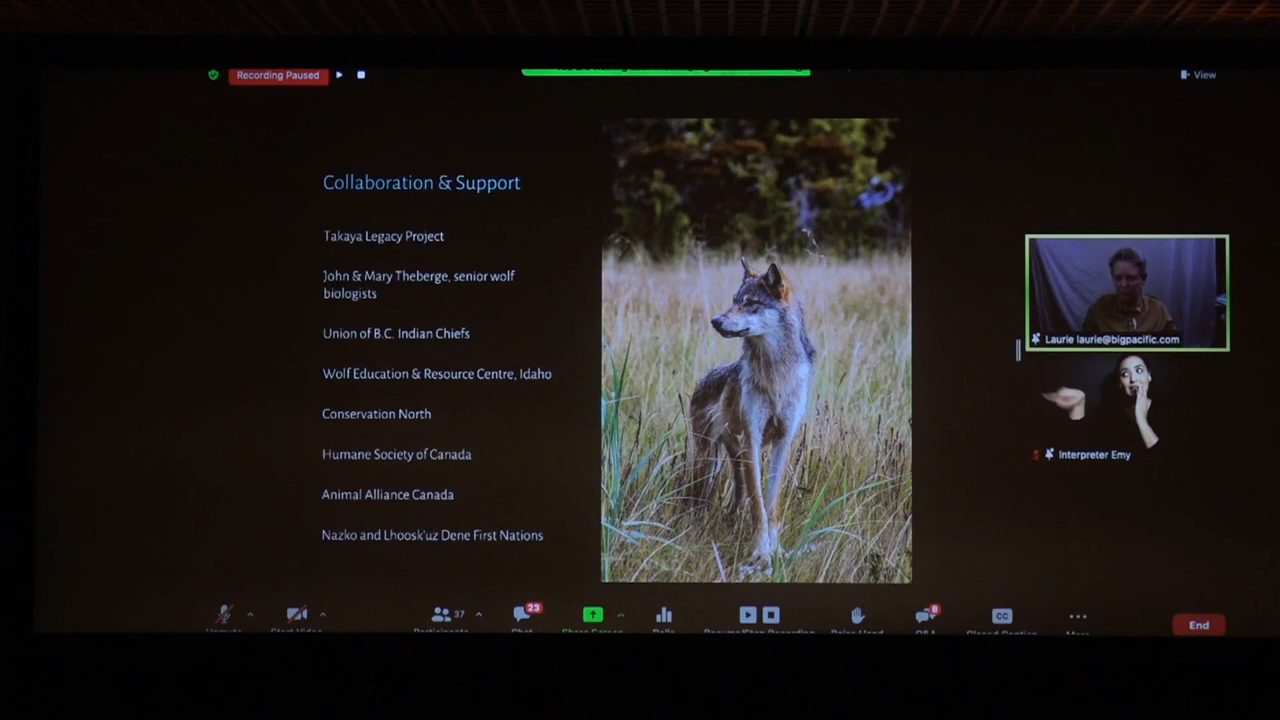 Recording Paused
View
Collaboration & Support
Takaya Legacy Project
John & Mary Theberge, senior wolf
biologists
Union of B.C. Indian Chiefs
Wolf Education & Resource Centre, Idaho
Conservation North
Humane Society of Canada
Animal Alliance Canada
Nazko and Lhoosk'uz Dene First Nations
Laurie laurie@bigpacific.com
Interpreter Emy
37
23
8
CC
End